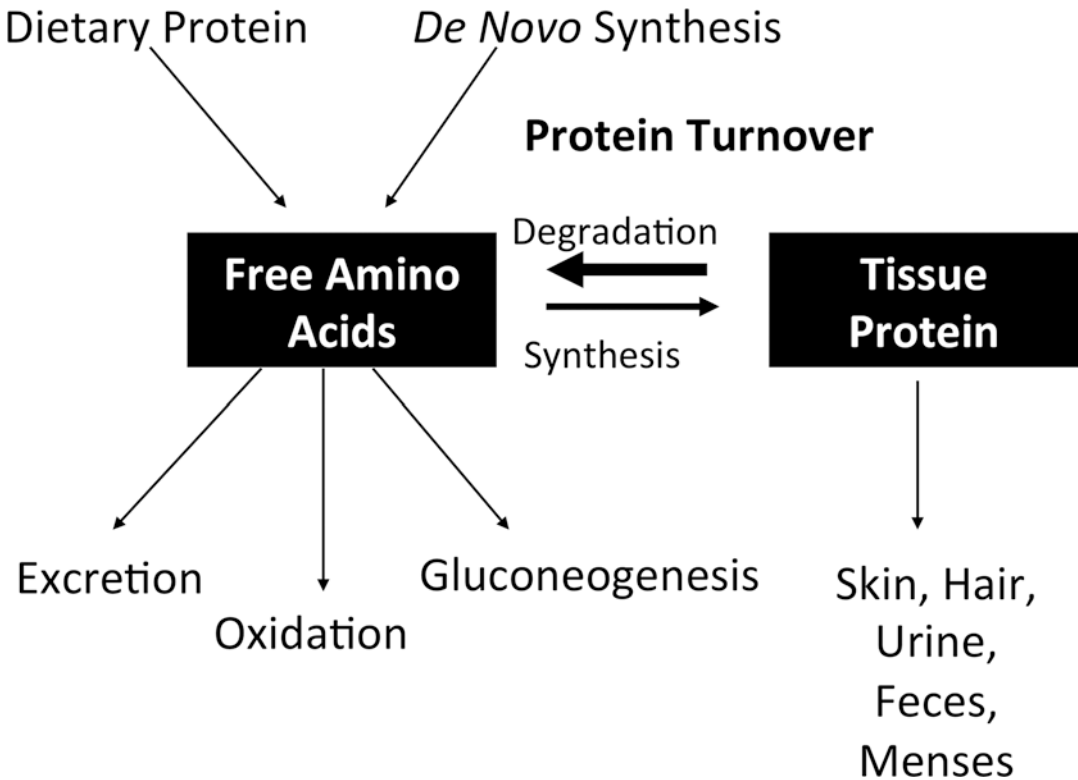 Dietary Protein
De Novo Synthesis
Protein Turnover
Degradation
Free Amino
Acids
Tissue
Protein
Synthesis
Excretion
Oxidation
Gluconeogenesis
Skin, Hair,
Urine,
Feces,
Menses